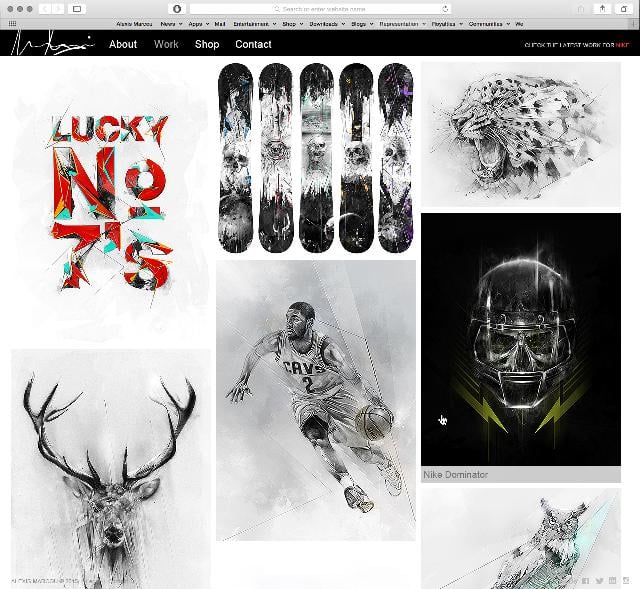 Search or enter website name
Alexis Marcou News Apps Mail Entertainment Shop Downloads Blogs Representation Royalties Communities We
About Work Shop Contact
CHECK THE LATEST WORK FOR NIKE
LUCKY
No
7'S
CAVS
2
Nike Dominator
ALEXIS MARCOU © 2015